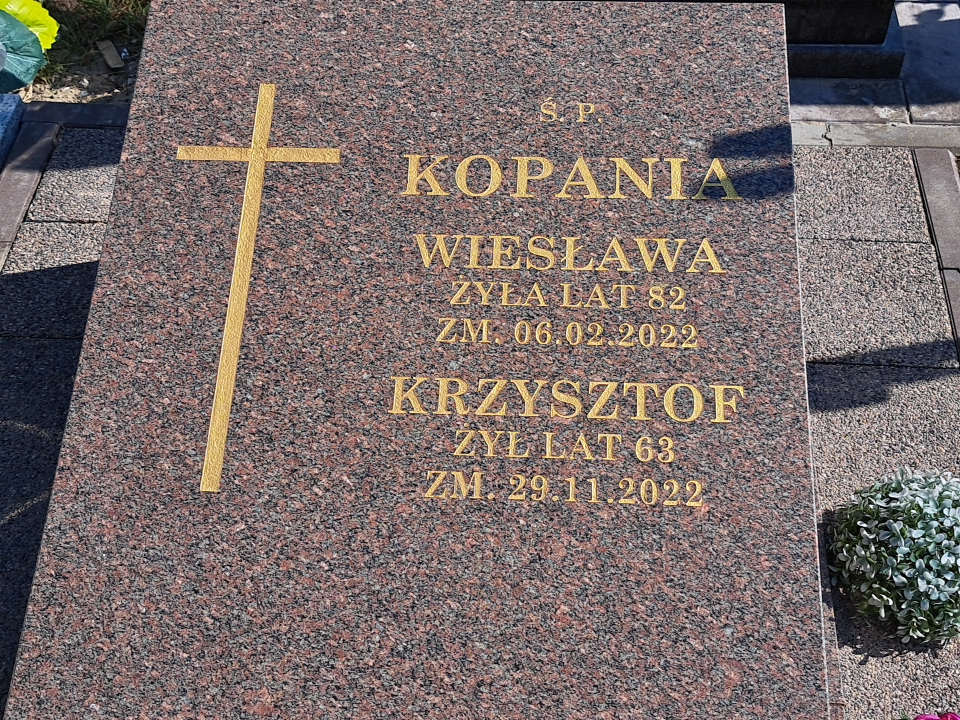 Ś. P.
KOPANIA
WIESŁAWA
ŻYŁA LAT 82
ZM. 06.02.2022
KRZYSZTOF
ŻYŁ LAT 63
ZM. 29.11.2022